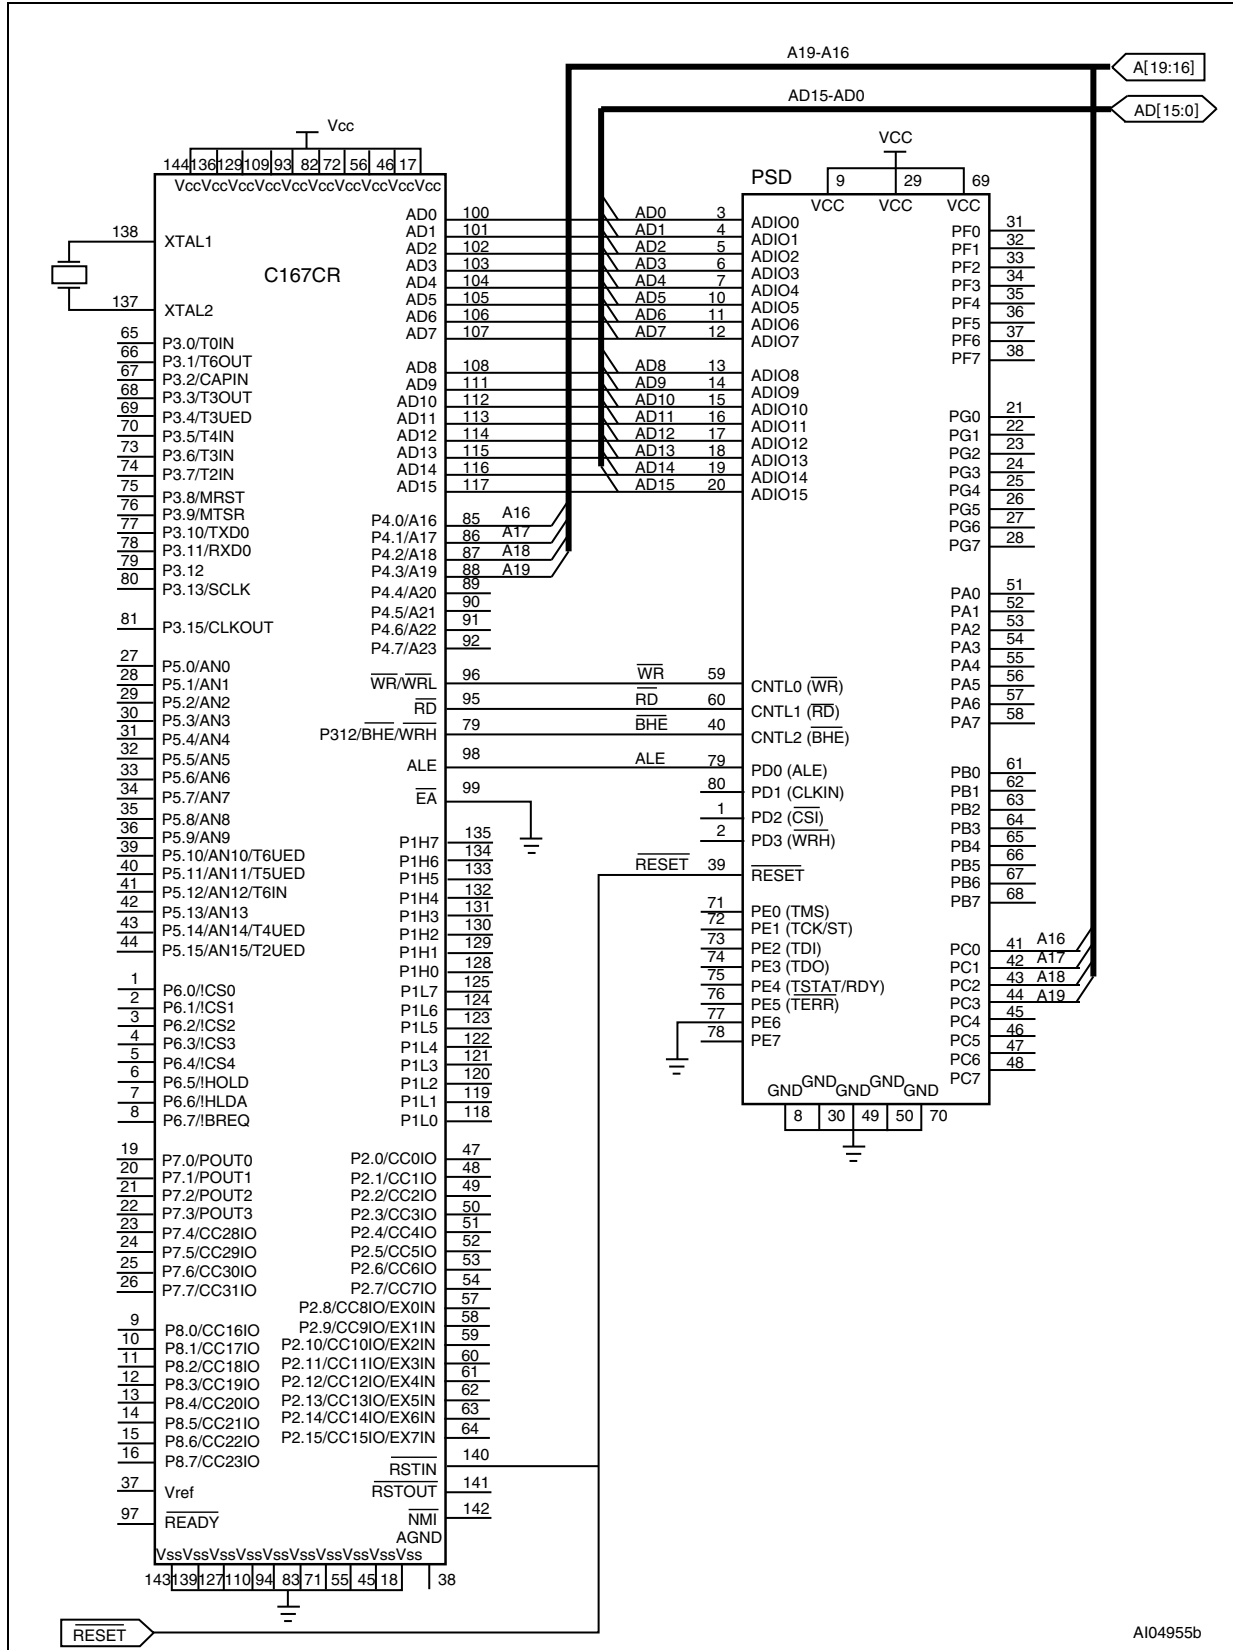 A19-A16
A[19:16]
AD15-AD0
AD[15:0]
Vcc
144 136 129 109 93 82 72 56 46 17
Vcc Vcc Vcc Vcc Vcc Vcc Vcc Vcc Vcc Vcc
C167CR
138 XTAL1
137 XTAL2
65 P3.0/T0IN
66 P3.1/T6OUT
67 P3.2/CAPIN
68 P3.3/T3OUT
69 P3.4/T3UED
70 P3.5/T4IN
73 P3.6/T3IN
74 P3.7/T2IN
75 P3.8/MRST
76 P3.9/MTSR
77 P3.10/TXD0
78 P3.11/RXD0
79 P3.12
80 P3.13/SCLK
81 P3.15/CLKOUT
27 P5.0/AN0
28 P5.1/AN1
29 P5.2/AN2
30 P5.3/AN3
31 P5.4/AN4
32 P5.5/AN5
33 P5.6/AN6
34 P5.7/AN7
35 P5.8/AN8
36 P5.9/AN9
39 P5.10/AN10/T6UED
40 P5.11/AN11/T5UED
41 P5.12/AN12/T6IN
42 P5.13/AN13
43 P5.14/AN14/T4UED
44 P5.15/AN15/T2UED
1 P6.0/!CS0
2 P6.1/!CS1
3 P6.2/!CS2
4 P6.3/!CS3
5 P6.4/!CS4
6 P6.5/!HOLD
7 P6.6/!HLDA
8 P6.7/!BREQ
19 P7.0/POUT0
20 P7.1/POUT1
21 P7.2/POUT2
22 P7.3/POUT3
23 P7.4/CC28IO
24 P7.5/CC29IO
25 P7.6/CC30IO
26 P7.7/CC31IO
9 P8.0/CC16IO
10 P8.1/CC17IO
11 P8.2/CC18IO
12 P8.3/CC19IO
13 P8.4/CC20IO
14 P8.5/CC21IO
15 P8.6/CC22IO
16 P8.7/CC23IO
37 Vref
97 READY
AD0 100
AD1 101
AD2 102
AD3 103
AD4 104
AD5 105
AD6 106
AD7 107
AD8 108
AD9 111
AD10 112
AD11 113
AD12 114
AD13 115
AD14 116
AD15 117
P4.0/A16 85 A16
P4.1/A17 86 A17
P4.2/A18 87 A18
P4.3/A19 88 A19
P4.4/A20 89
P4.5/A21 90
P4.6/A22 91
P4.7/A23 92
WR/WRL 96
RD 95
P312/BHE/WRH 79
ALE 98
EA 99
P1H7 135
P1H6 134
P1H5 133
P1H4 132
P1H3 131
P1H2 130
P1H1 129
P1H0 128
P1L7 125
P1L6 124
P1L5 123
P1L4 122
P1L3 121
P1L2 120
P1L1 119
P1L0 118
P2.0/CC0IO 47
P2.1/CC1IO 48
P2.2/CC2IO 49
P2.3/CC3IO 50
P2.4/CC4IO 51
P2.5/CC5IO 52
P2.6/CC6IO 53
P2.7/CC7IO 54
P2.8/CC8IO/EX0IN 57
P2.9/CC9IO/EX1IN 58
P2.10/CC10IO/EX2IN 59
P2.11/CC11IO/EX3IN 60
P2.12/CC12IO/EX4IN 61
P2.13/CC13IO/EX5IN 62
P2.14/CC14IO/EX6IN 63
P2.15/CC15IO/EX7IN 64
RSTIN 140
RSTOUT 141
NMI 142
AGND
Vss Vss Vss Vss Vss Vss Vss Vss Vss Vss
143 139 127 110 94 83 71 55 45 18 38
RESET
VCC
PSD
9 29 69
VCC VCC VCC
AD0 3 ADIO0
AD1 4 ADIO1
AD2 5 ADIO2
AD3 6 ADIO3
AD4 7 ADIO4
AD5 10 ADIO5
AD6 11 ADIO6
AD7 12 ADIO7
AD8 13 ADIO8
AD9 14 ADIO9
AD10 15 ADIO10
AD11 16 ADIO11
AD12 17 ADIO12
AD13 18 ADIO13
AD14 19 ADIO14
AD15 20 ADIO15
WR 59 CNTL0 (WR)
RD 60 CNTL1 (RD)
BHE 40 CNTL2 (BHE)
ALE 79 PD0 (ALE)
80 PD1 (CLKIN)
1 PD2 (CSI)
2 PD3 (WRH)
RESET 39 RESET
71 PE0 (TMS)
72 PE1 (TCK/ST)
73 PE2 (TDI)
74 PE3 (TDO)
75 PE4 (TSTAT/RDY)
76 PE5 (TERR)
77 PE6
78 PE7
PF0 31
PF1 32
PF2 33
PF3 34
PF4 35
PF5 36
PF6 37
PF7 38
PG0 21
PG1 22
PG2 23
PG3 24
PG4 25
PG5 26
PG6 27
PG7 28
PA0 51
PA1 52
PA2 53
PA3 54
PA4 55
PA5 56
PA6 57
PA7 58
PB0 61
PB1 62
PB2 63
PB3 64
PB4 65
PB5 66
PB6 67
PB7 68
PC0 41 A16
PC1 42 A17
PC2 43 A18
PC3 44 A19
PC4 45
PC5 46
PC6 47
PC7 48
GND GND GND GND GND
8 30 49 50 70
AI04955b